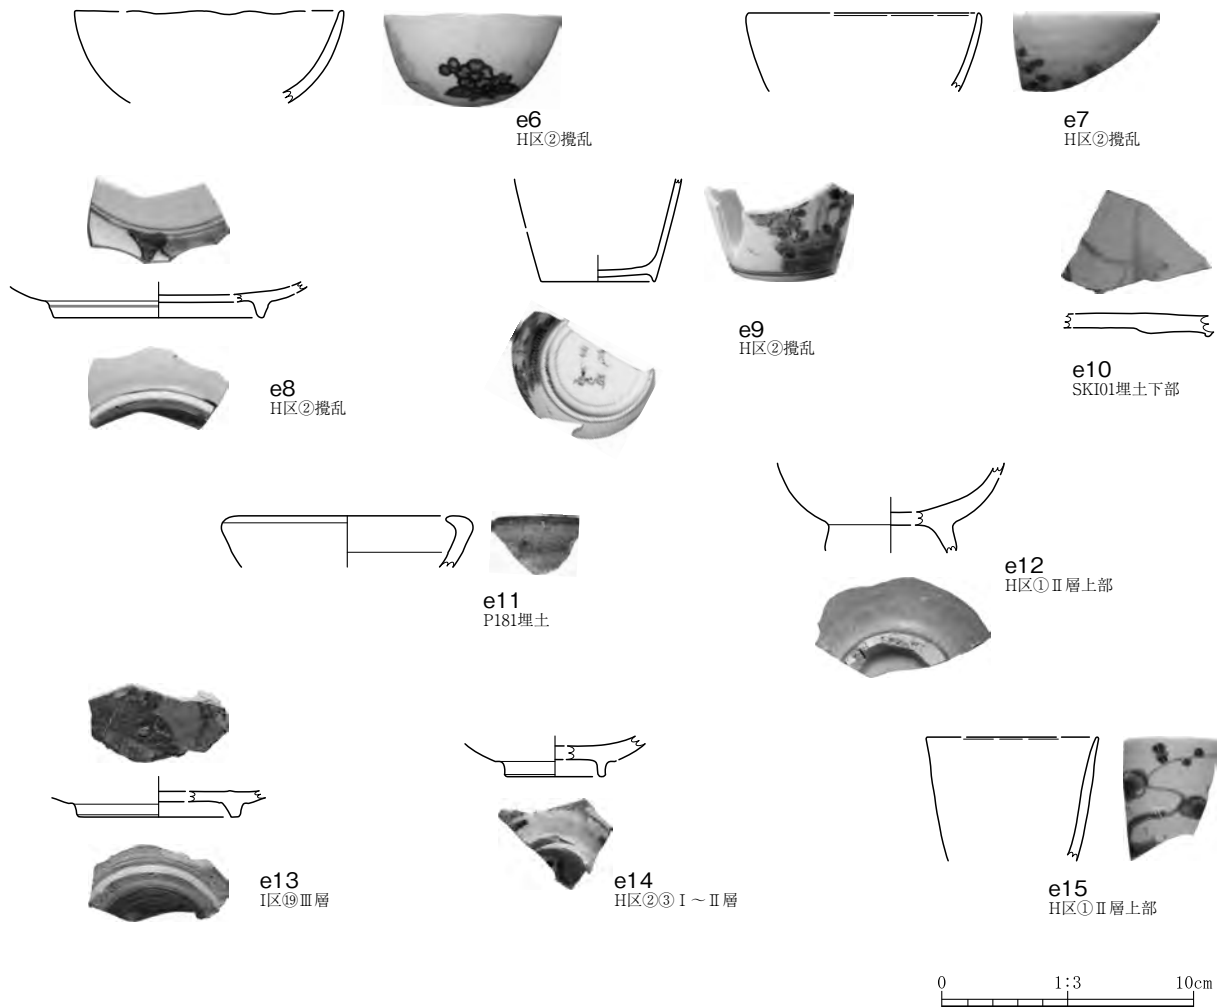 e6
H区②攪乱
e7
H区②攪乱
e8
H区②攪乱
e9
H区②攪乱
e10
SKI01埋土下部
e11
P181埋土
e12
H区①Ⅱ層上部
e13
I区⑲Ⅲ層
e14
H区②③Ⅰ～Ⅱ層
e15
H区①Ⅱ層上部
0 1:3 10cm